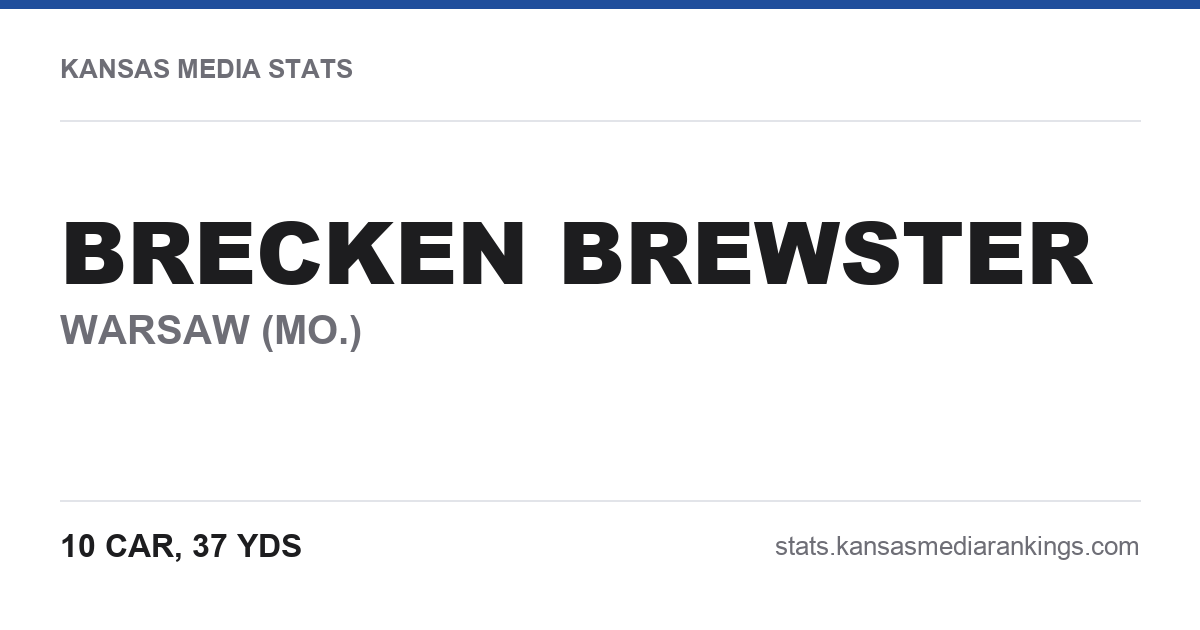 KANSAS MEDIA STATS
BRECKEN BREWSTER
WARSAW (MO.)
10 CAR, 37 YDS
stats.kansasmediarankings.com